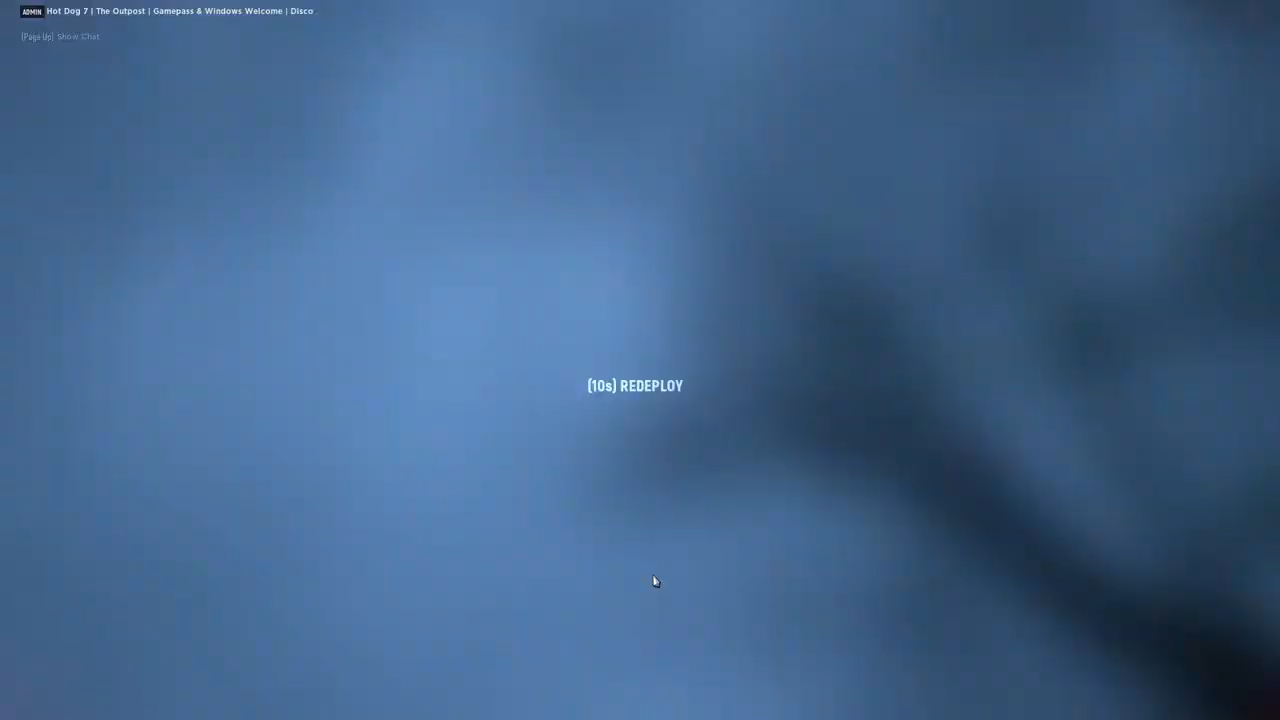 ADMIN Hot Dog 7 | The Outpost | Gamepass & Windows Welcome | Disco
[Page Up] Show Chat
(10s) REDEPLOY